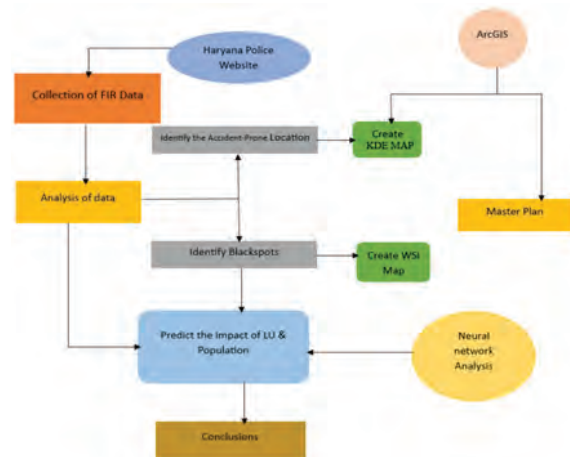 Haryana Police
Website
ArcGIS
Collection of FIR Data
Identify the Accident-Prone Location
Create
KDE MAP
Analysis of data
Master Plan
Identify Blackspots
Create WSI
Map
Predict the Impact of LU &
Population
Neural
network
Analysis
Conclusions